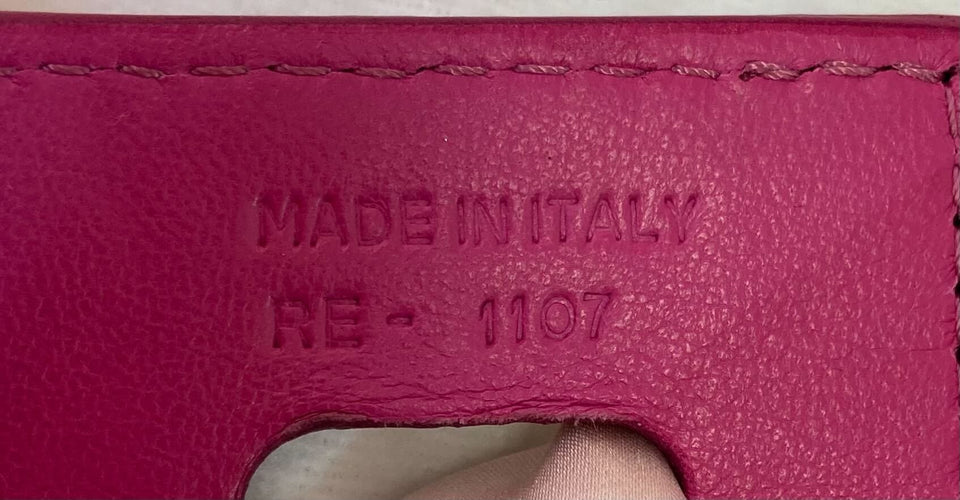 MADE IN ITALY
RE - 1107